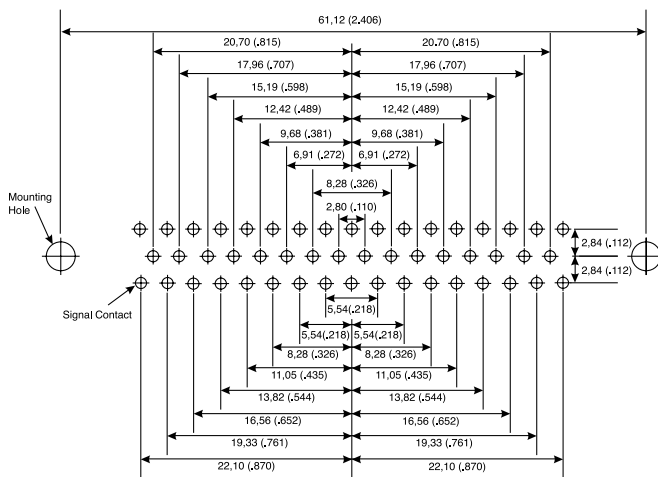 61,12 (2.406)
20,70 (.815) 20.70 (.815)
17,96 (.707) 17,96 (.707)
15,19 (.598) 15,19 (.598)
12,42 (.489) 12,42 (.489)
9,68 (.381) 9,68 (.381)
6,91 (.272) 6,91 (.272)
8,28 (.326)
2,80 (.110)
Mounting
Hole
2,84 (.112)
2,84 (.112)
Signal Contact
5,54(.218)
5,54(.218) 5,54(.218)
8,28 (.326) 8,28 (.326)
11,05 (.435) 11,05 (.435)
13,82 (.544) 13,82 (.544)
16,56 (.652) 16,56 (.652)
19,33 (.761) 19,33 (.761)
22,10 (.870) 22,10 (.870)